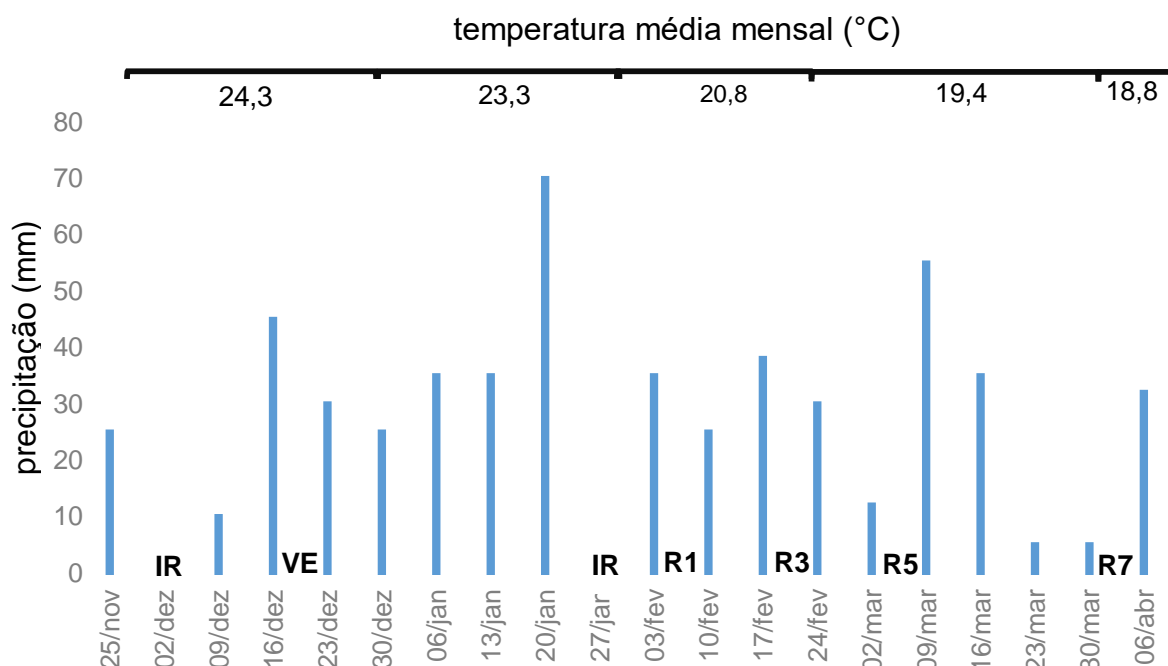 temperatura média mensal (°C)
24,3 23,3 20,8 19,4 18,8
precipitação (mm)
80
70
60
50
40
30
20
10
0
IR VE IR R1 R3 R5 R7
25/nov 02/dez 09/dez 16/dez 23/dez 30/dez 06/jan 13/jan 20/jan 27/jar 03/fev 10/fev 17/fev 24/fev 02/mar 09/mar 16/mar 23/mar 30/mar 06/abr